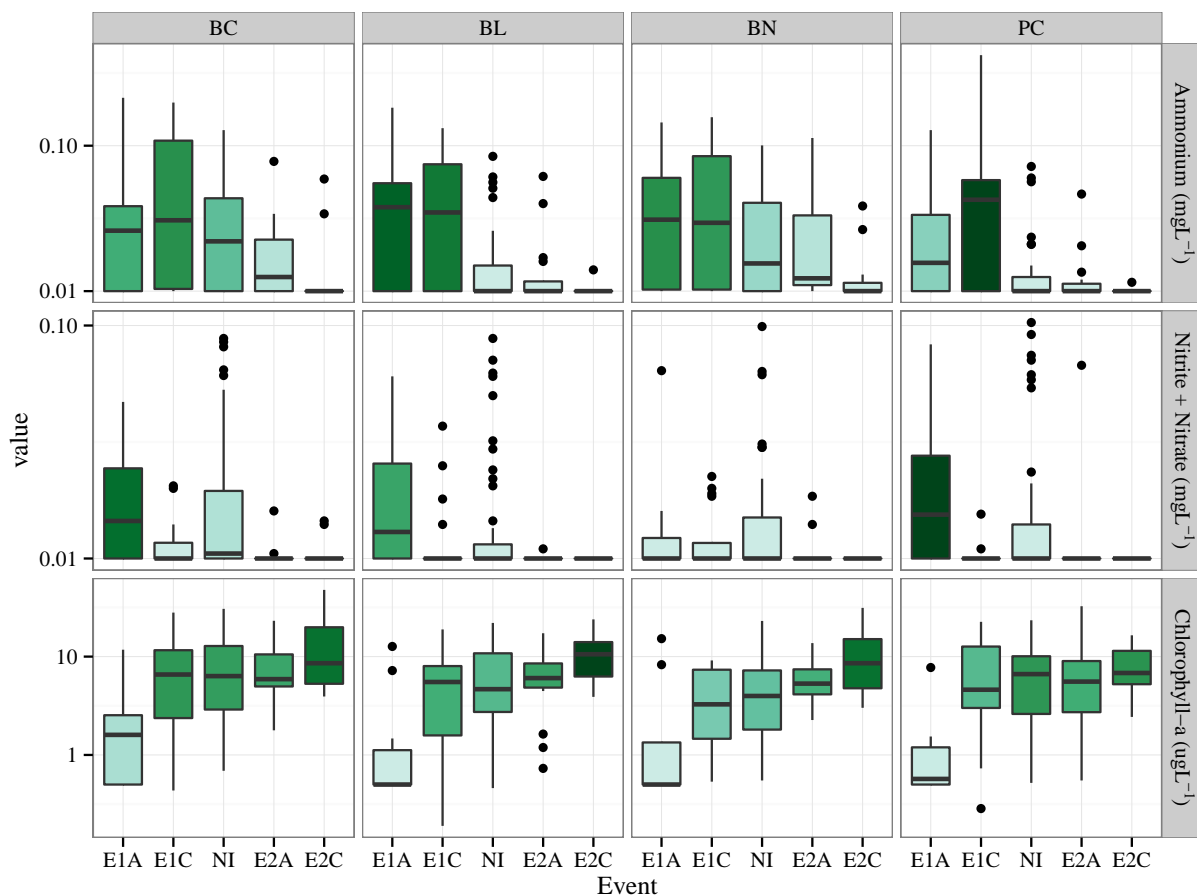 BC BL BN PC
0.10
0.01
Ammonium (mgL⁻¹)
0.10
0.01
Nitrite + Nitrate (mgL⁻¹)
value
10
1
Chlorophyll−a (ugL⁻¹)
E1A E1C NI E2A E2C E1A E1C NI E2A E2C E1A E1C NI E2A E2C E1A E1C NI E2A E2C
Event